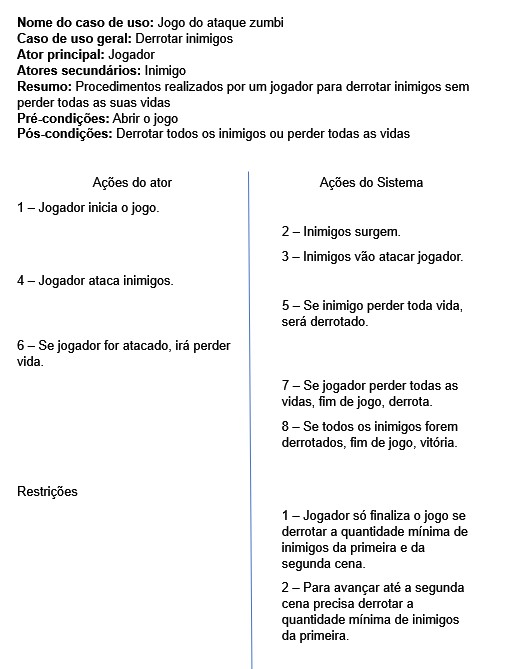 Nome do caso de uso: Jogo do ataque zumbi
Caso de uso geral: Derrotar inimigos
Ator principal: Jogador
Atores secundários: Inimigo
Resumo: Procedimentos realizados por um jogador para derrotar inimigos sem
perder todas as suas vidas
Pré-condições: Abrir o jogo
Pós-condições: Derrotar todos os inimigos ou perder todas as vidas
Ações do ator
Ações do Sistema
1 – Jogador inicia o jogo.
2 – Inimigos surgem.
3 – Inimigos vão atacar jogador.
4 – Jogador ataca inimigos.
5 – Se inimigo perder toda vida,
será derrotado.
6 – Se jogador for atacado, irá perder
vida.
7 – Se jogador perder todas as
vidas, fim de jogo, derrota.
8 – Se todos os inimigos forem
derrotados, fim de jogo, vitória.
Restrições
1 – Jogador só finaliza o jogo se
derrotar a quantidade mínima de
inimigos da primeira e da
segunda cena.
2 – Para avançar até a segunda
cena precisa derrotar a
quantidade mínima de inimigos
da primeira.